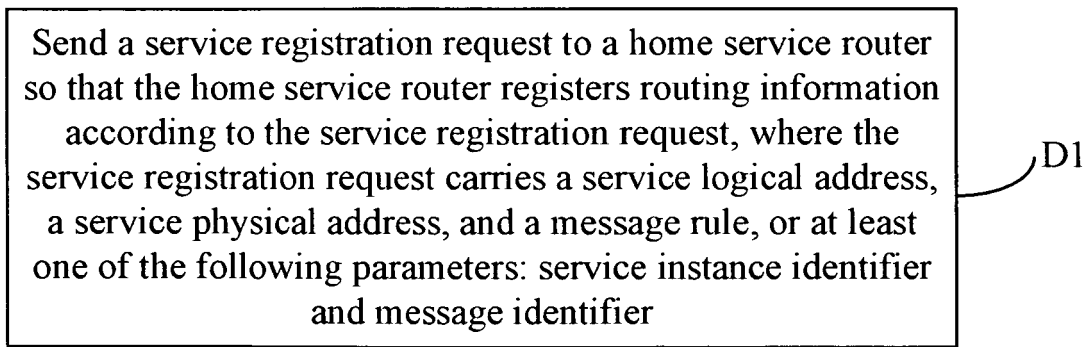 Send a service registration request to a home service router
so that the home service router registers routing information
according to the service registration request, where the
service registration request carries a service logical address,
a service physical address, and a message rule, or at least
one of the following parameters: service instance identifier
and message identifier
D1